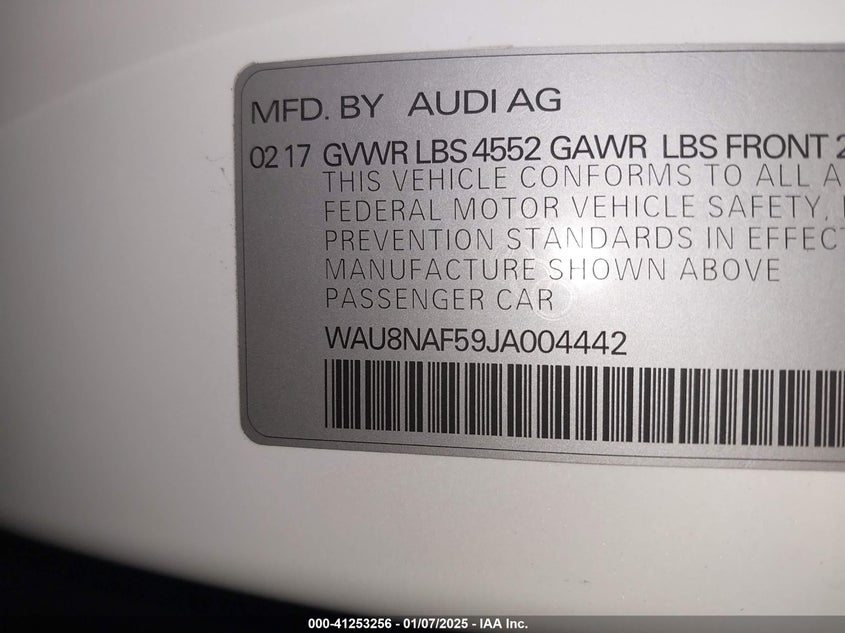 MFD. BY AUDI AG
02 17 GVWR LBS 4552 GAWR LBS FRONT 2
THIS VEHICLE CONFORMS TO ALL A
FEDERAL MOTOR VEHICLE SAFETY,
PREVENTION STANDARDS IN EFFECT
MANUFACTURE SHOWN ABOVE
PASSENGER CAR
WAU8NAF59JA004442
000-41253256 - 01/07/2025 - IAA Inc.